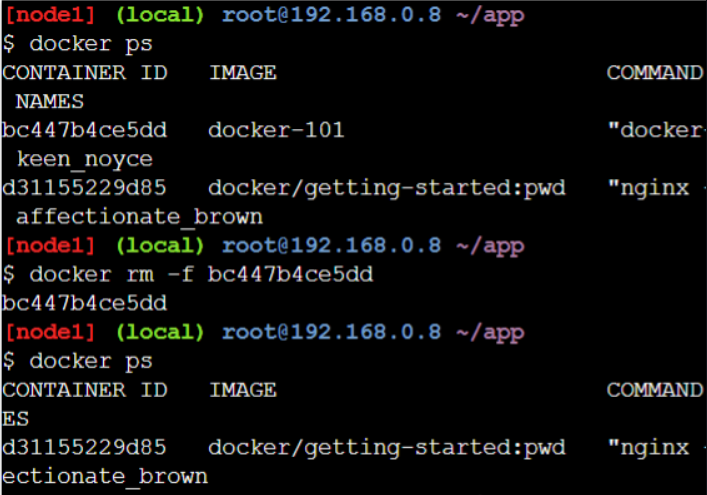 [node1] (local) root@192.168.0.8 ~/app
$ docker ps
CONTAINER ID   IMAGE                        COMMAND
 NAMES
bc447b4ce5dd   docker-101                   "docker-
 keen_noyce
d31155229d85   docker/getting-started:pwd   "nginx -
 affectionate_brown
[node1] (local) root@192.168.0.8 ~/app
$ docker rm -f bc447b4ce5dd
bc447b4ce5dd
[node1] (local) root@192.168.0.8 ~/app
$ docker ps
CONTAINER ID   IMAGE                        COMMAND
ES
d31155229d85   docker/getting-started:pwd   "nginx -
ectionate_brown